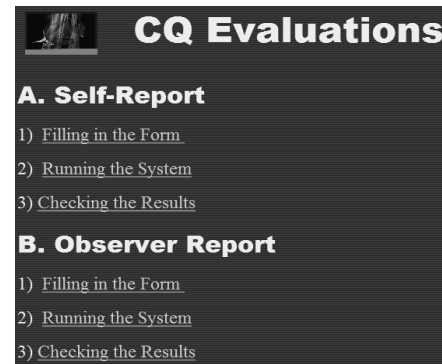 CQ Evaluations
A. Self-Report
1) Filling in the Form
2) Running the System
3) Checking the Results
B. Observer Report
1) Filling in the Form
2) Running the System
3) Checking the Results